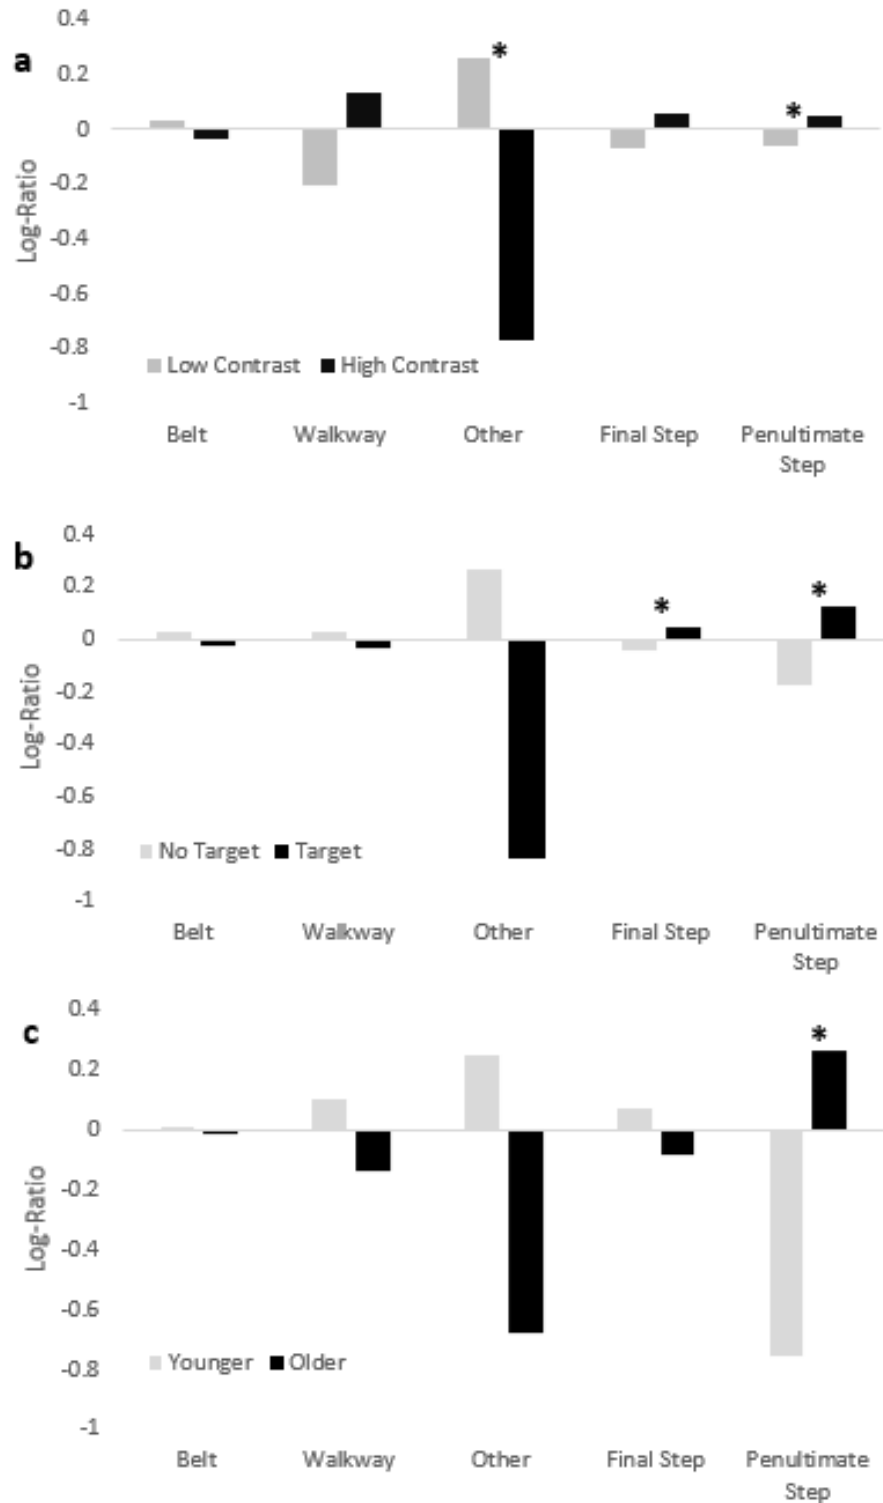 a
0.4
0.2
*
*
0
-0.2
-0.4
-0.6
-0.8
-1
Log-Ratio
Low Contrast High Contrast
Belt Walkway Other Final Step Penultimate
Step
b
0.4
0.2
*
*
0
-0.2
-0.4
-0.6
-0.8
-1
Log-Ratio
No Target Target
Belt Walkway Other Final Step Penultimate
Step
c
0.4
*
0.2
0
-0.2
-0.4
-0.6
-0.8
-1
Log-Ratio
Younger Older
Belt Walkway Other Final Step Penultimate
Step